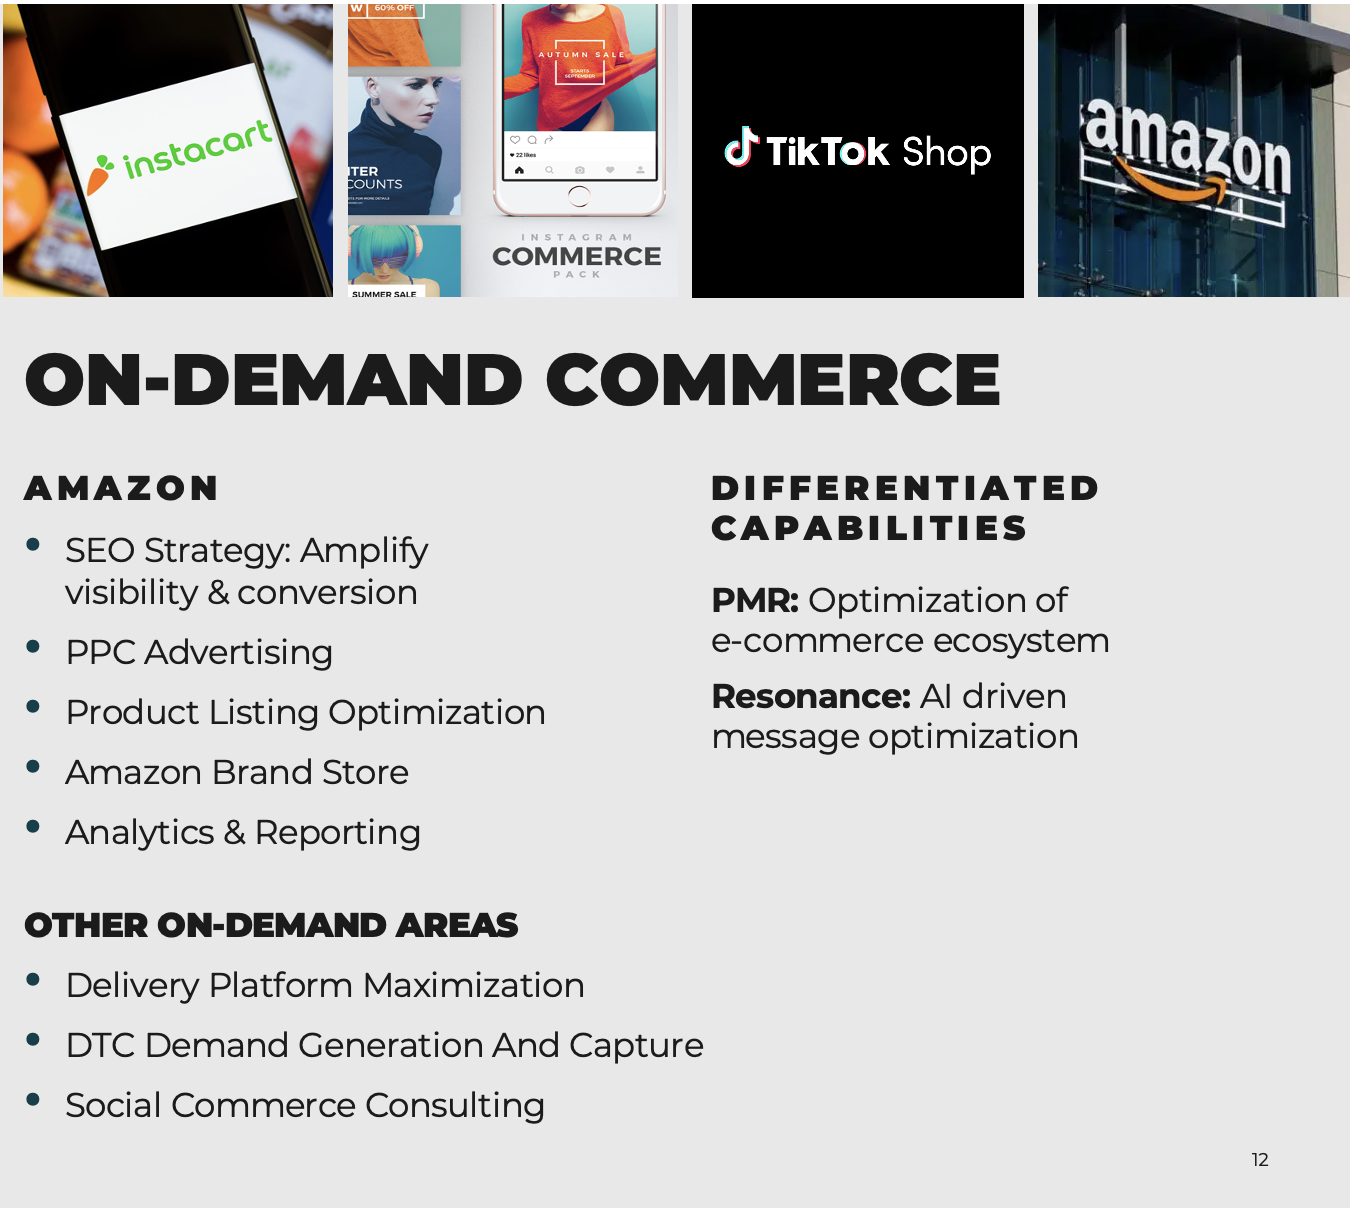 instacart
W 60% OFF
AUTUMN SALE
STARTS
SEPTEMBER
22 likes
NTER
COUNTS
INSTAGRAM
COMMERCE
PACK
SUMMER SALE
TikTok Shop
amazon
ON-DEMAND COMMERCE
AMAZON
• SEO Strategy: Amplify
visibility & conversion
• PPC Advertising
• Product Listing Optimization
• Amazon Brand Store
• Analytics & Reporting
OTHER ON-DEMAND AREAS
• Delivery Platform Maximization
• DTC Demand Generation And Capture
• Social Commerce Consulting
DIFFERENTIATED
CAPABILITIES
PMR: Optimization of
e-commerce ecosystem
Resonance: AI driven
message optimization
12